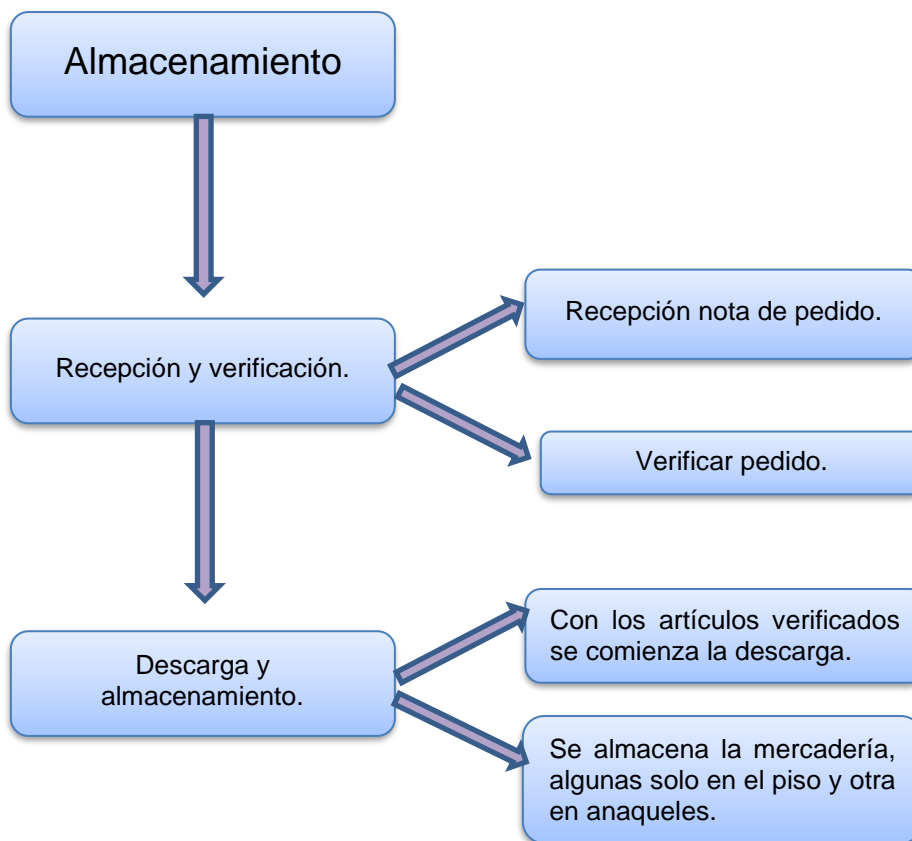 Almacenamiento
Recepción nota de pedido.
Recepción y verificación.
Verificar pedido.
Con los artículos verificados
se comienza la descarga.
Descarga y
almacenamiento.
Se almacena la mercadería,
algunas solo en el piso y otra
en anaqueles.